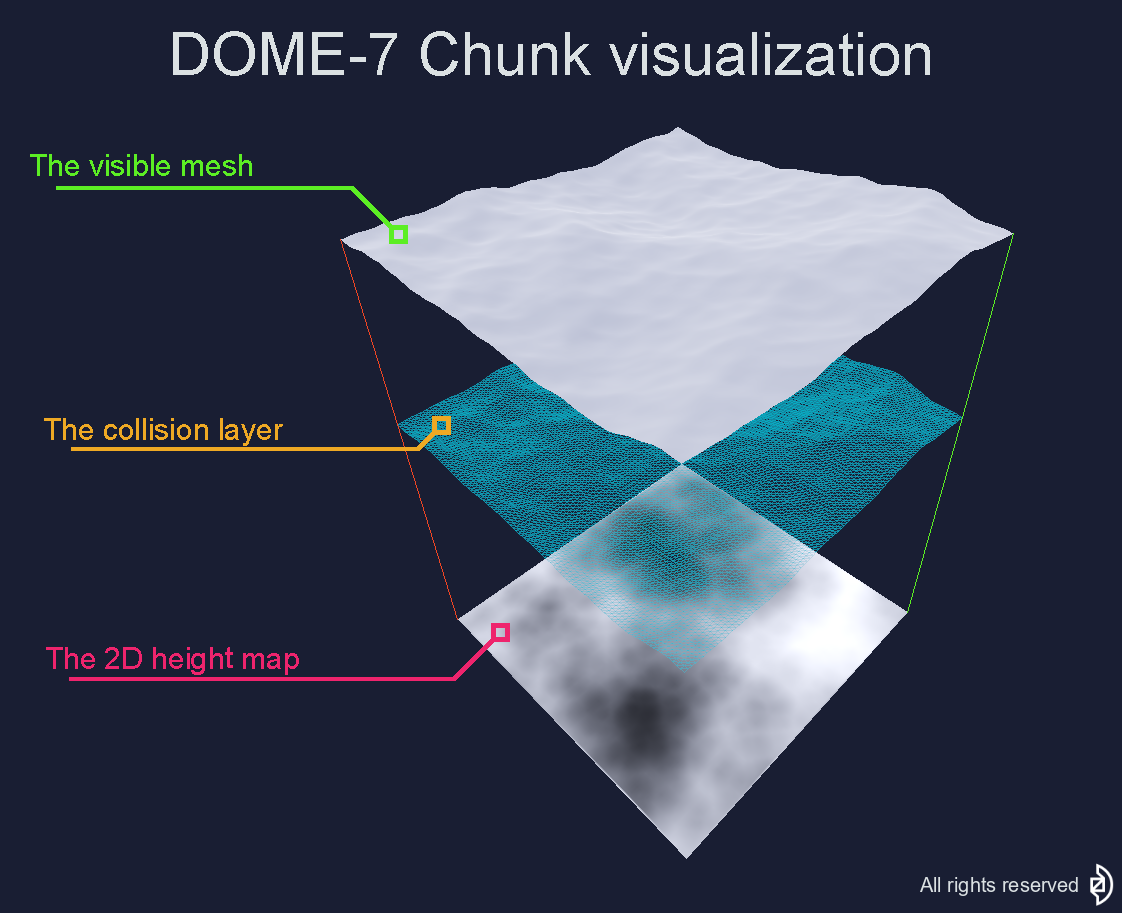 DOME-7 Chunk visualization
The visible mesh
The collision layer
The 2D height map
All rights reserved